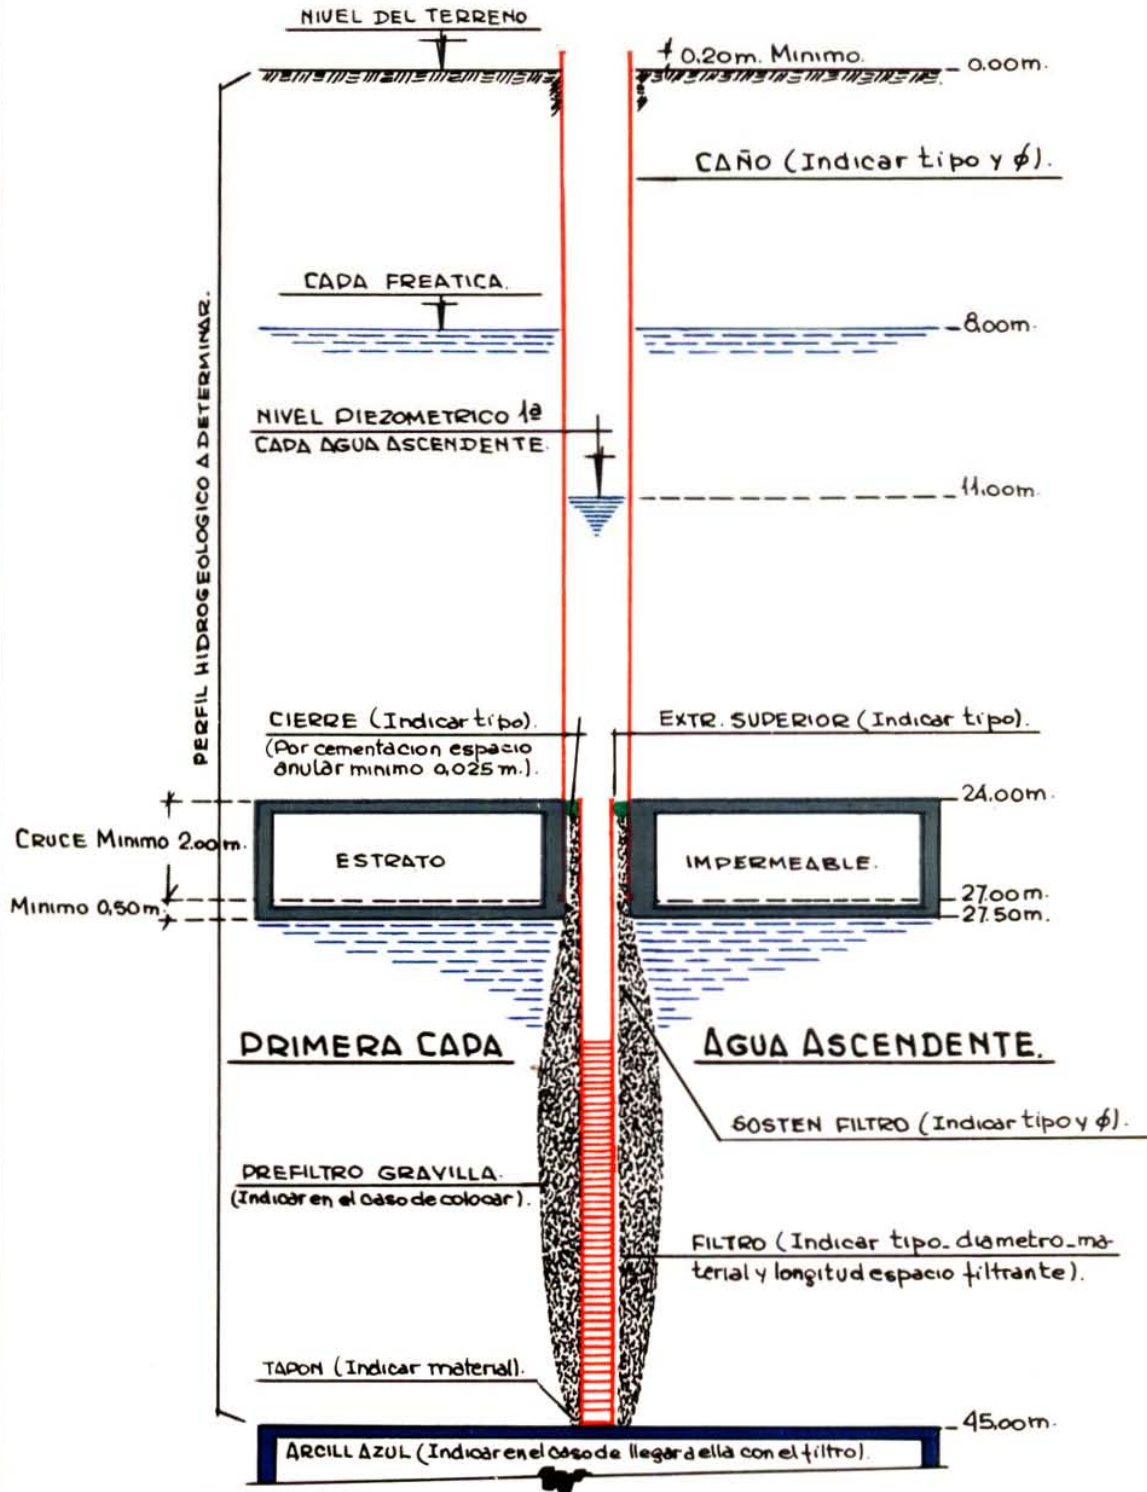 NIVEL DEL TERRENO
0.20m. Minimo.
0.00m.
CAÑO (Indicar tipo y ϕ).
CAPA FREATICA.
8.00m.
NIVEL PIEZOMETRICO 1ª
CAPA AGUA ASCENDENTE.
11.00m.
PERFIL HIDROGEOLOGICO A DETERMINAR.
CIERRE (Indicar tipo).
(Por cementacion espacio
anular minimo 0,025 m.).
EXTR. SUPERIOR (Indicar tipo).
24.00m.
CRUCE Minimo 2.00m.
ESTRATO
IMPERMEABLE.
Minimo 0,50m.
27.00m.
27.50m.
PRIMERA CAPA
AGUA ASCENDENTE.
SOSTEN FILTRO (Indicar tipo y ϕ).
PREFILTRO GRAVILLA.
(Indicar en el caso de colocar).
FILTRO (Indicar tipo_diametro_ma-
terial y longitud espacio filtrante).
TAPON (Indicar material).
45.00m.
ARCILL AZUL (Indicar en el caso de llegar a ella con el filtro).